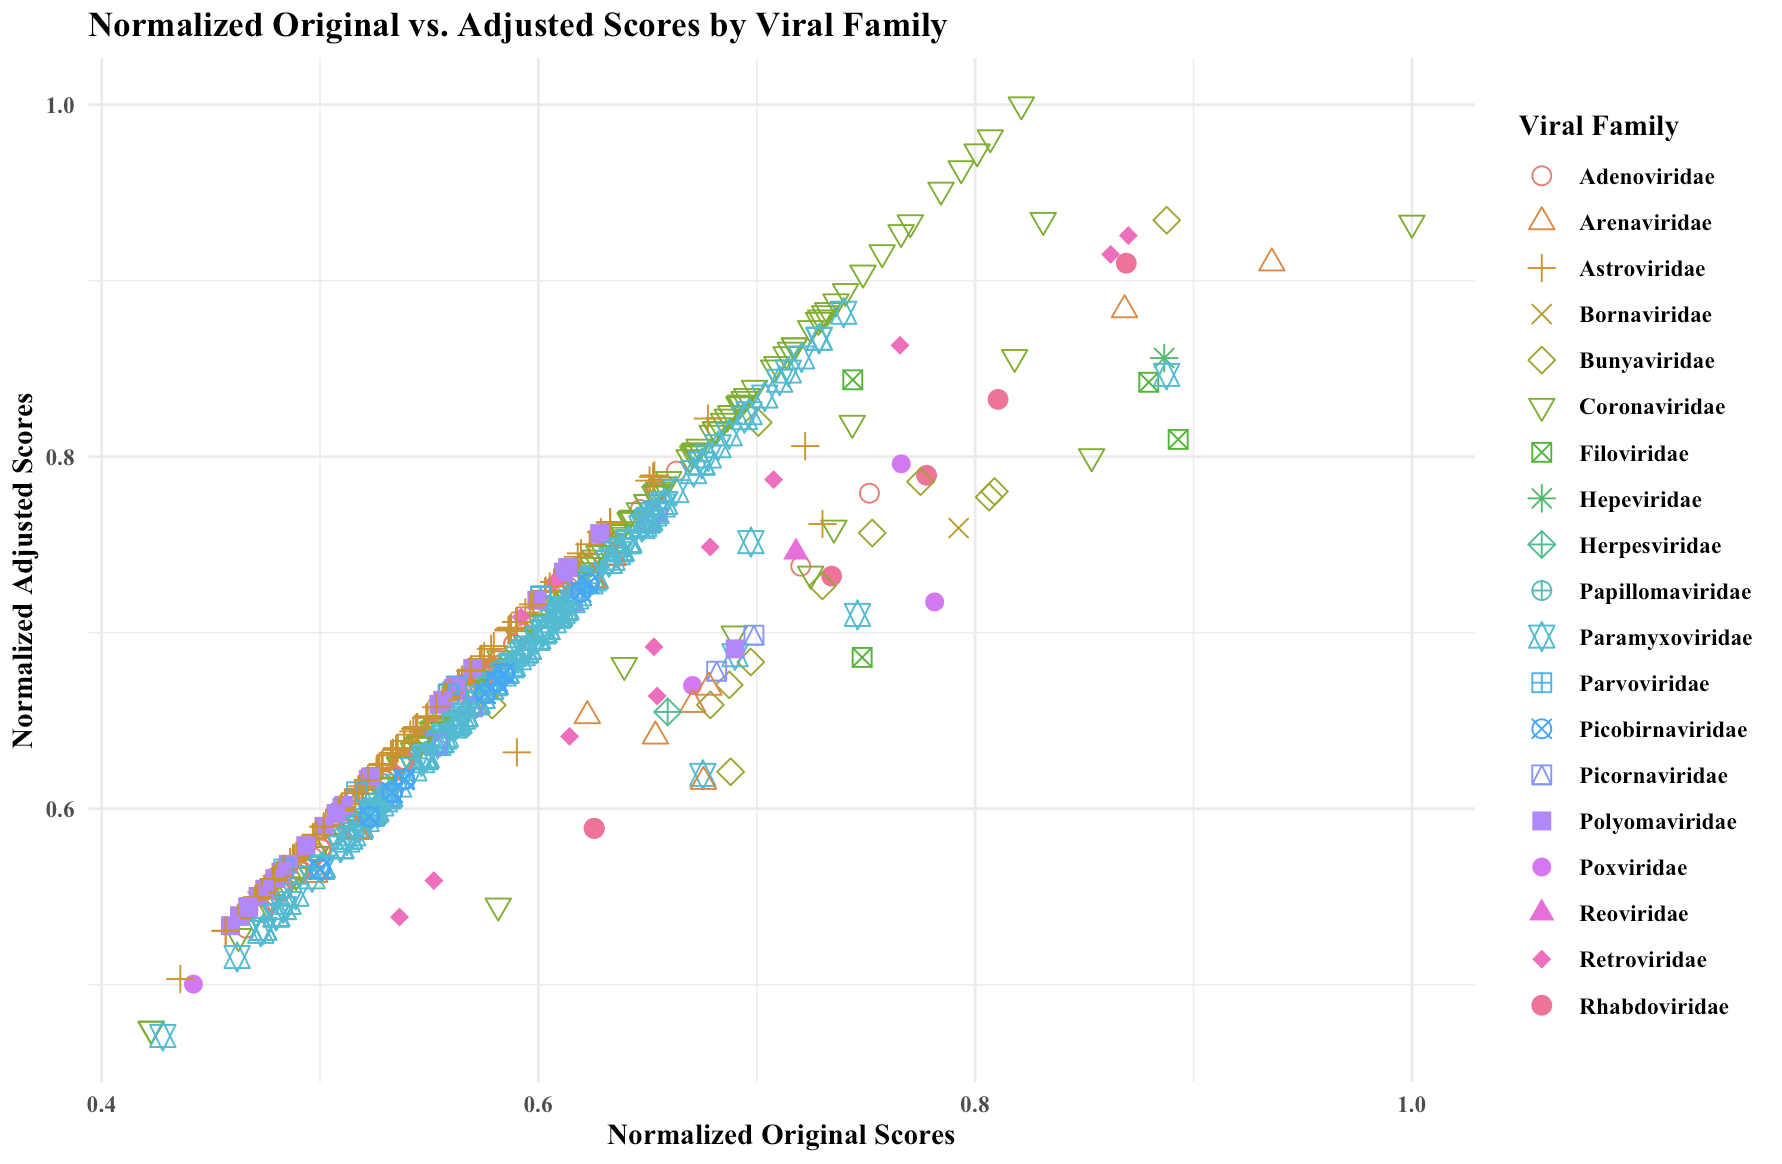 Normalized Original vs. Adjusted Scores by Viral Family
Normalized Adjusted Scores
1.0
0.8
0.6
0.4
0.6
0.8
1.0
Normalized Original Scores
Viral Family
Adenoviridae
Arenaviridae
Astroviridae
Bornaviridae
Bunyaviridae
Coronaviridae
Filoviridae
Hepeviridae
Herpesviridae
Papillomaviridae
Paramyxoviridae
Parvoviridae
Picobirnaviridae
Picornaviridae
Polyomaviridae
Poxviridae
Reoviridae
Retroviridae
Rhabdoviridae